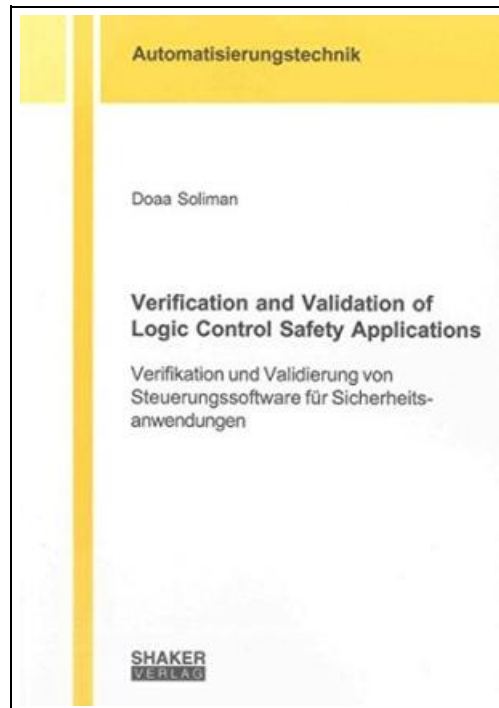 Automatisierungstechnik
Doaa Soliman
Verification and Validation of
Logic Control Safety Applications
Verifikation und Validierung von
Steuerungssoftware für Sicherheits-
anwendungen
SHAKER
VERLAG